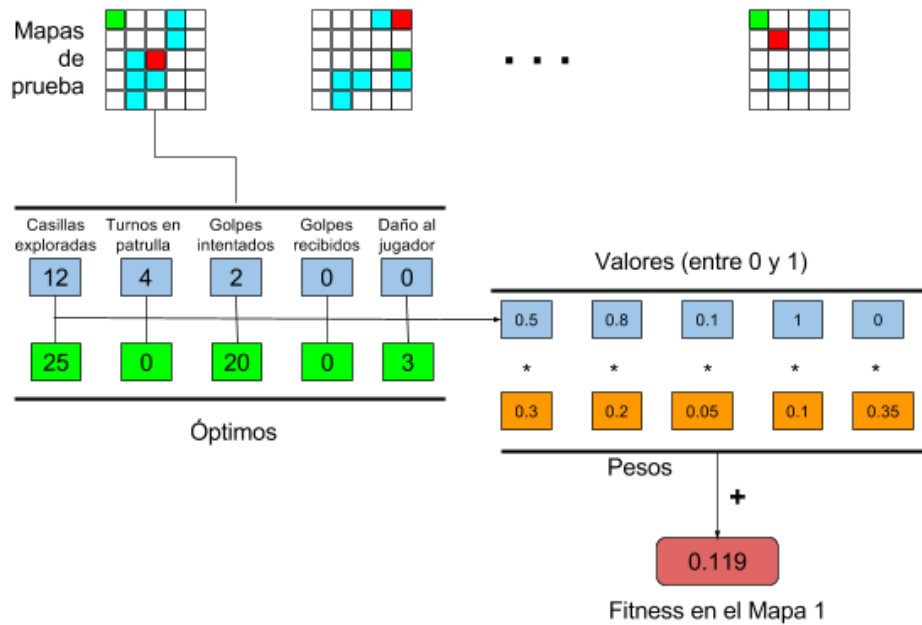 Mapas
de
prueba
. . .
Casillas
exploradas
Turnos en
patrulla
Golpes
intentados
Golpes
recibidos
Daño al
jugador
12 4 2 0 0
25 0 20 0 3
Óptimos
Valores (entre 0 y 1)
0.5 0.8 0.1 1 0
* * * * *
0.3 0.2 0.05 0.1 0.35
Pesos
+
0.119
Fitness en el Mapa 1